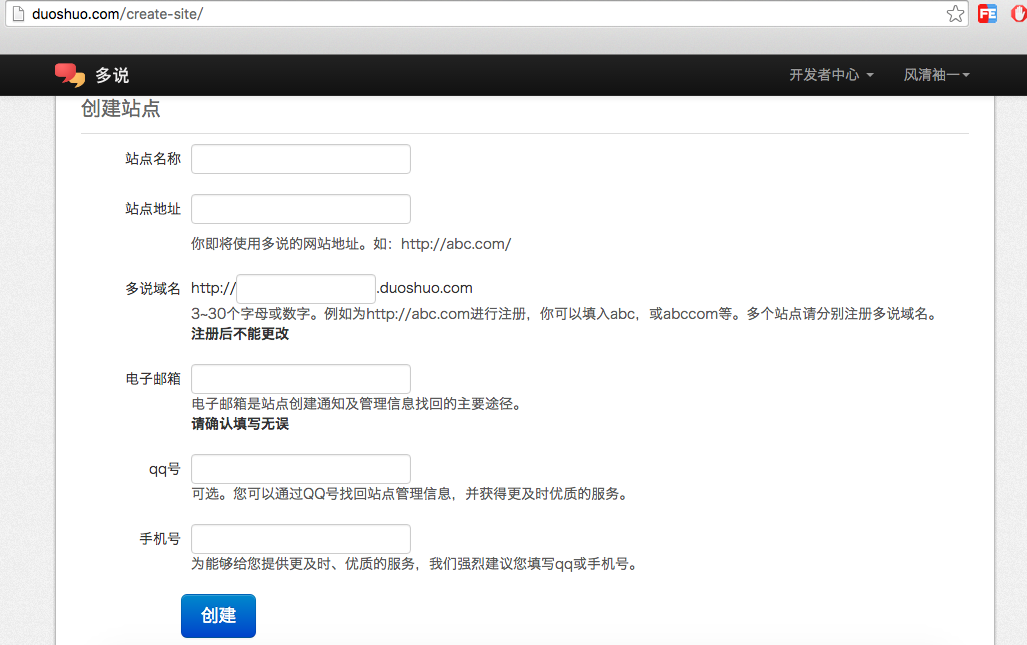 duoshuo.com/create-site/
FE
多说 开发者中心 风清袖一
创建站点
站点名称
站点地址
你即将使用多说的网站地址。如：http://abc.com/
多说域名 http:// .duoshuo.com
3~30个字母或数字。例如为http://abc.com进行注册，你可以填入abc，或abccom等。多个站点请分别注册多说域名。
注册后不能更改
电子邮箱
电子邮箱是站点创建通知及管理信息找回的主要途径。
请确认填写无误
qq号
可选。您可以通过QQ号找回站点管理信息，并获得更及时优质的服务。
手机号
为能够给您提供更及时、优质的服务，我们强烈建议您填写qq或手机号。
创建